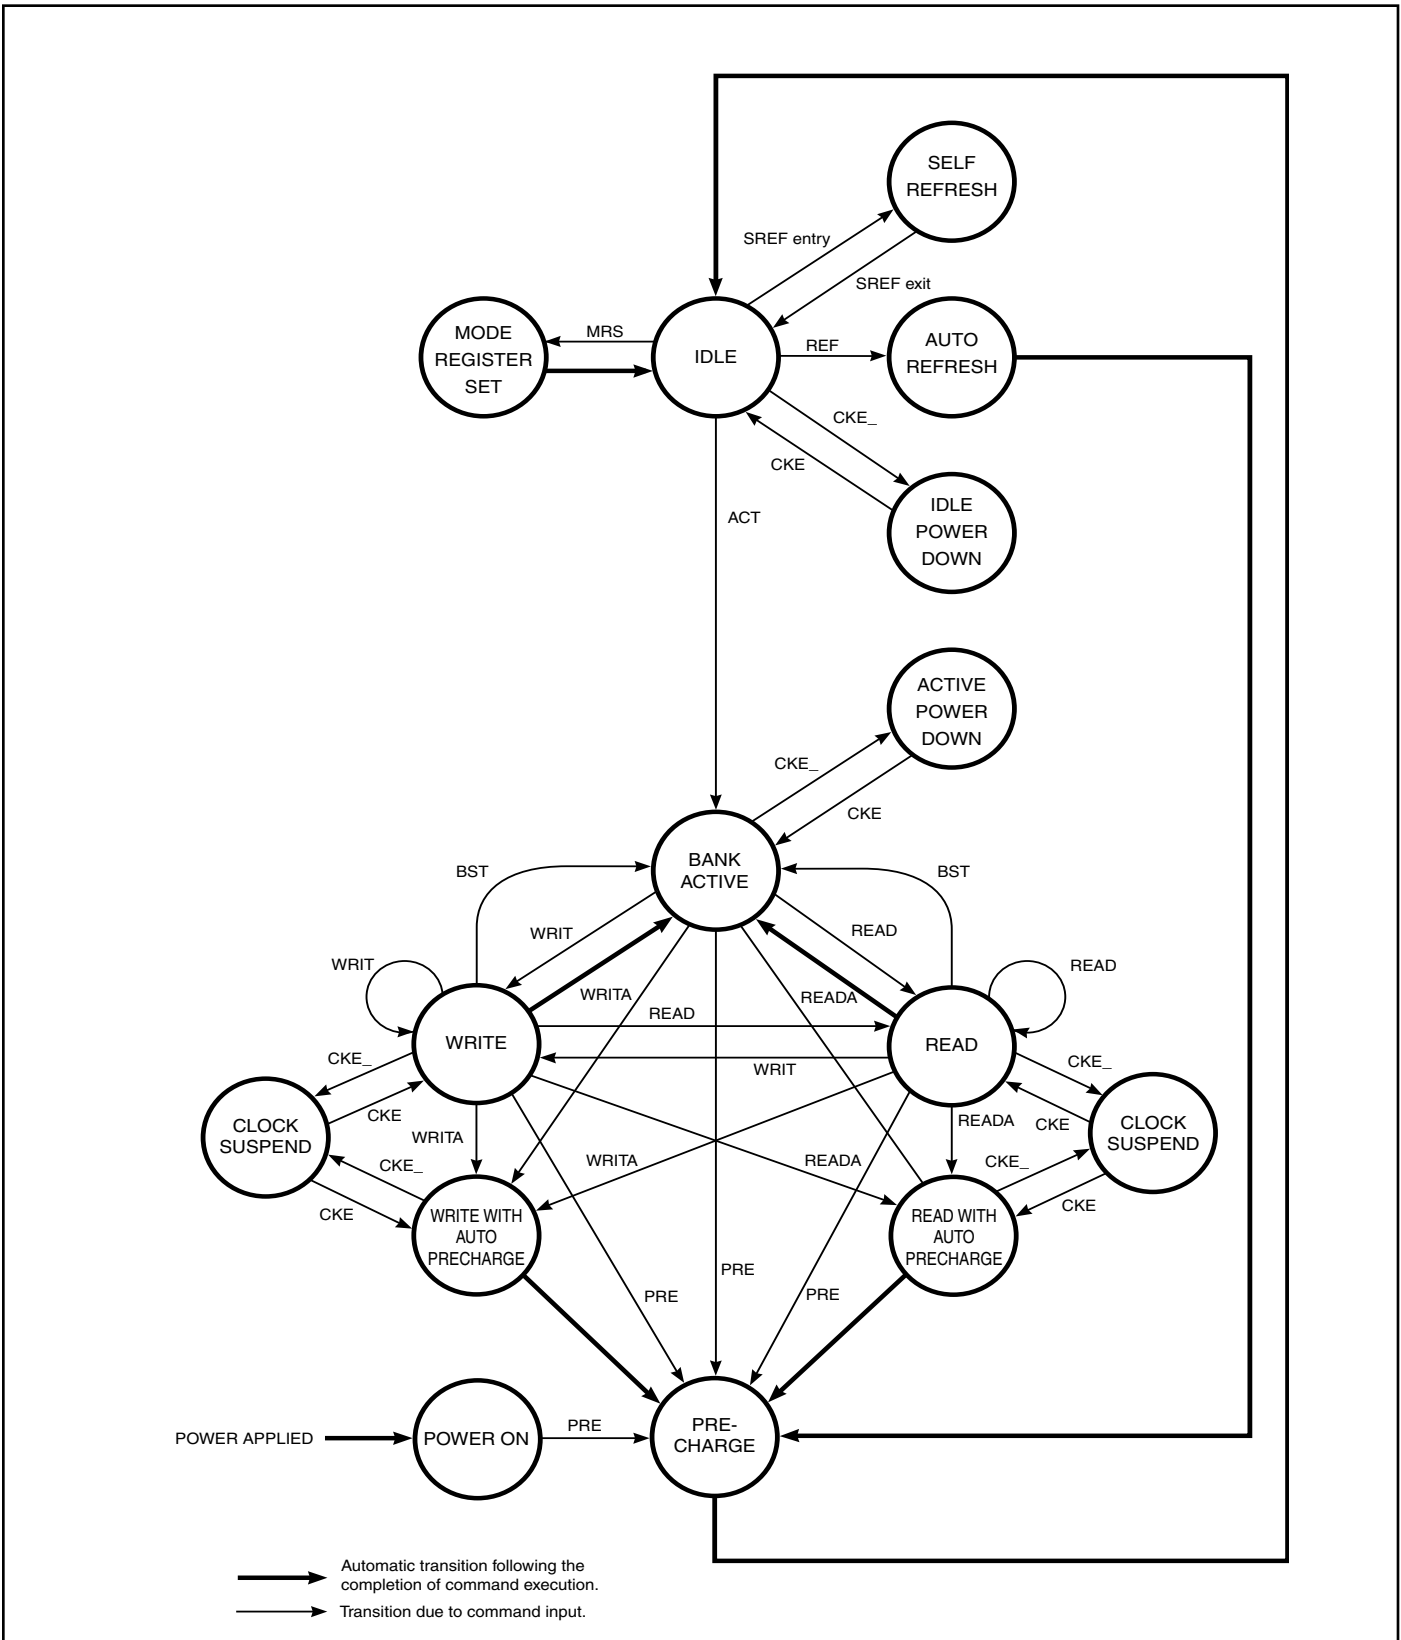 SELF
REFRESH
SREF entry
SREF exit
MODE
REGISTER
SET
MRS
IDLE
REF
AUTO
REFRESH
CKE_
CKE
IDLE
POWER
DOWN
ACT
ACTIVE
POWER
DOWN
CKE_
CKE
BANK
ACTIVE
BST
BST
WRIT
READ
WRIT
READ
WRITA
READA
READ
WRITE
READ
WRIT
CKE_
CKE_
CKE
CKE
CLOCK
SUSPEND
CLOCK
SUSPEND
WRITA
READA
CKE_
WRITA
READA
CKE_
CKE
CKE
WRITE WITH
AUTO
PRECHARGE
READ WITH
AUTO
PRECHARGE
PRE
PRE
PRE
POWER APPLIED
POWER ON
PRE
PRE-
CHARGE
Automatic transition following the
completion of command execution.
Transition due to command input.